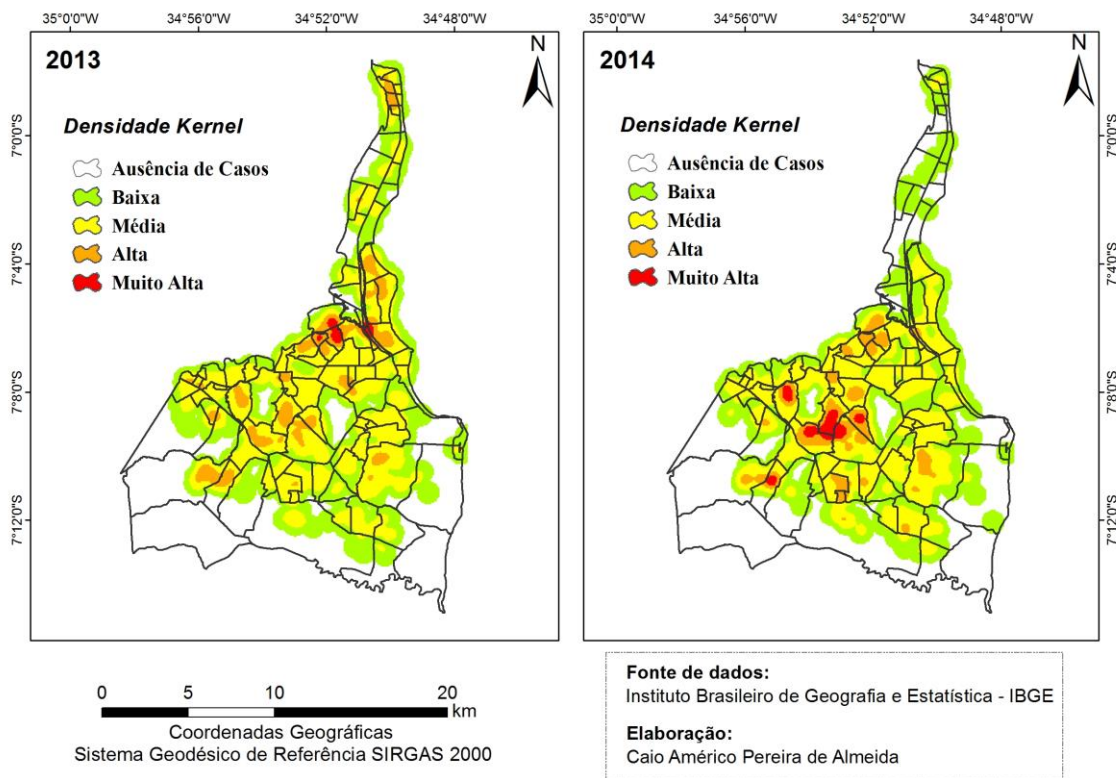 35°0'0"W 34°56'0"W 34°52'0"W 34°48'0"W
2013
N
Densidade Kernel
Ausência de Casos
Baixa
Média
Alta
Muito Alta
7°0'0"S
7°4'0"S
7°8'0"S
7°12'0"S
35°0'0"W 34°56'0"W 34°52'0"W 34°48'0"W
2014
N
Densidade Kernel
Ausência de Casos
Baixa
Média
Alta
Muito Alta
7°0'0"S
7°4'0"S
7°8'0"S
7°12'0"S
0 5 10 20
km
Coordenadas Geográficas
Sistema Geodésico de Referência SIRGAS 2000
Fonte de dados:
Instituto Brasileiro de Geografia e Estatística - IBGE
Elaboração:
Caio Américo Pereira de Almeida